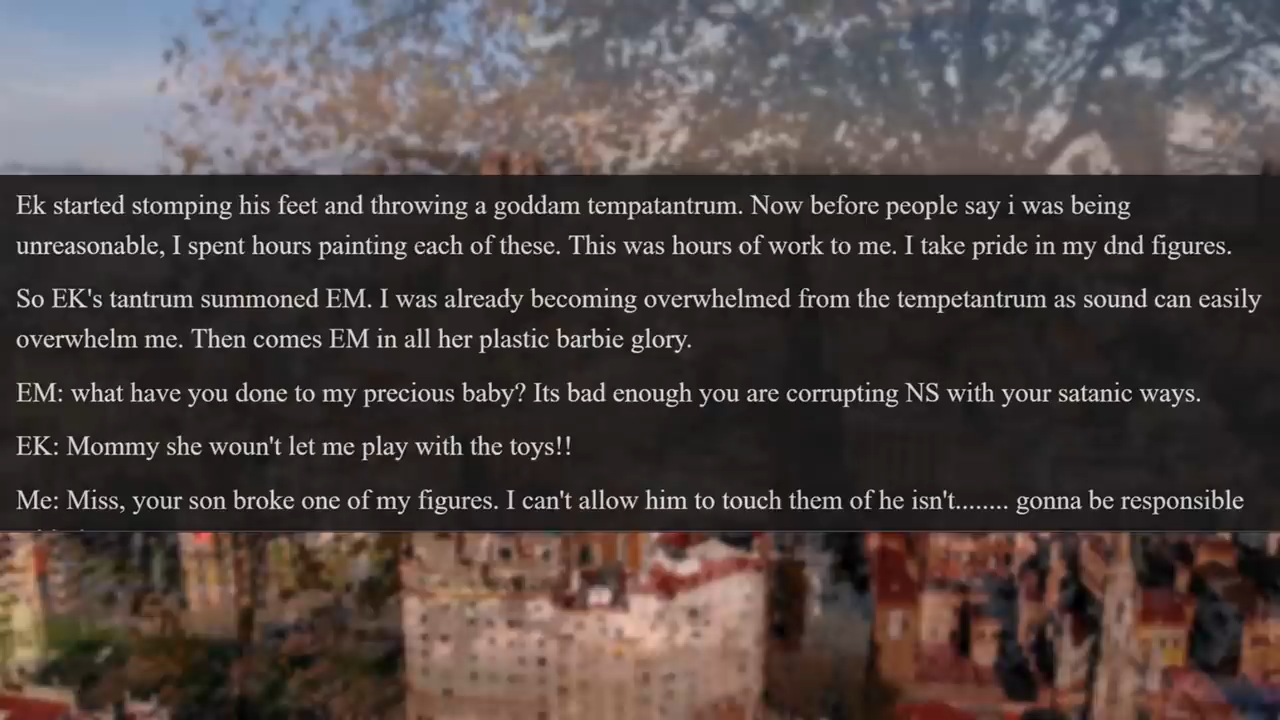 Ek started stomping his feet and throwing a goddam tempatantrum. Now before people say i was being
unreasonable, I spent hours painting each of these. This was hours of work to me. I take pride in my dnd figures.
So EK's tantrum summoned EM. I was already becoming overwhelmed from the tempetantrum as sound can easily
overwhelm me. Then comes EM in all her plastic barbie glory.
EM: what have you done to my precious baby? Its bad enough you are corrupting NS with your satanic ways.
EK: Mommy she woun't let me play with the toys!!
Me: Miss, your son broke one of my figures. I can't allow him to touch them of he isn't........ gonna be responsible